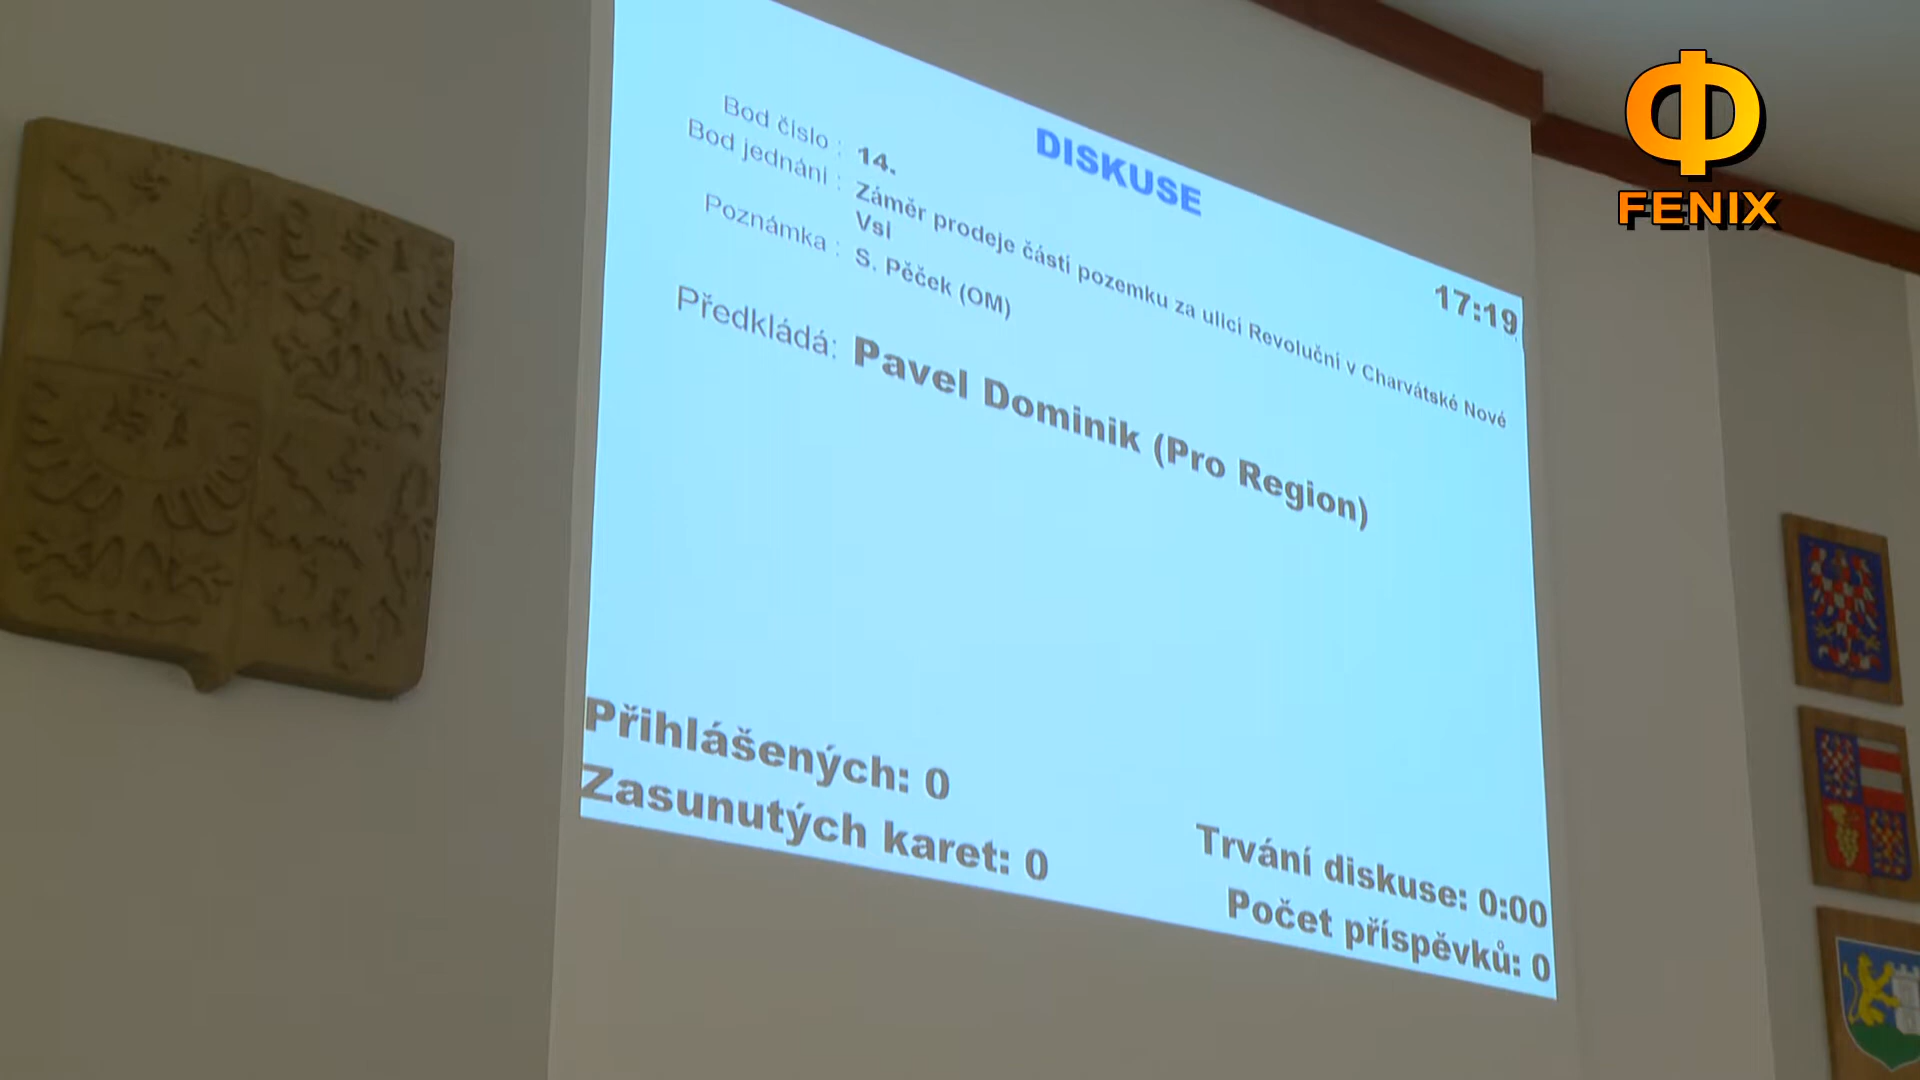 DISKUSE
17:19
Bod číslo : 14.
Bod jednání : Záměr prodeje částí pozemku za ulicí Revoluční v Charvátské Nové
Vsi
Poznámka : S. Pěček (OM)
Předkládá: Pavel Dominik (Pro Region)
Přihlášených: 0
Zasunutých karet: 0
Trvání diskuse: 0:00
Počet příspěvků: 0
FENIX